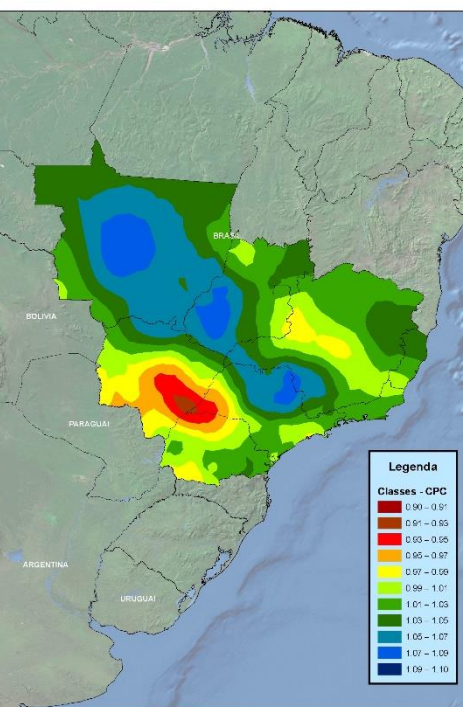 BRASIL
BOLIVIA
PARAGUAI
Legenda
Classes - CPC
0.90 – 0.91
0.91 – 0.93
0.93 – 0.95
0.95 – 0.97
0.97 – 0.99
0.99 – 1.01
1.01 – 1.03
1.03 – 1.05
1.05 – 1.07
1.07 – 1.09
1.09 – 1.10
ARGENTINA
URUGUAI